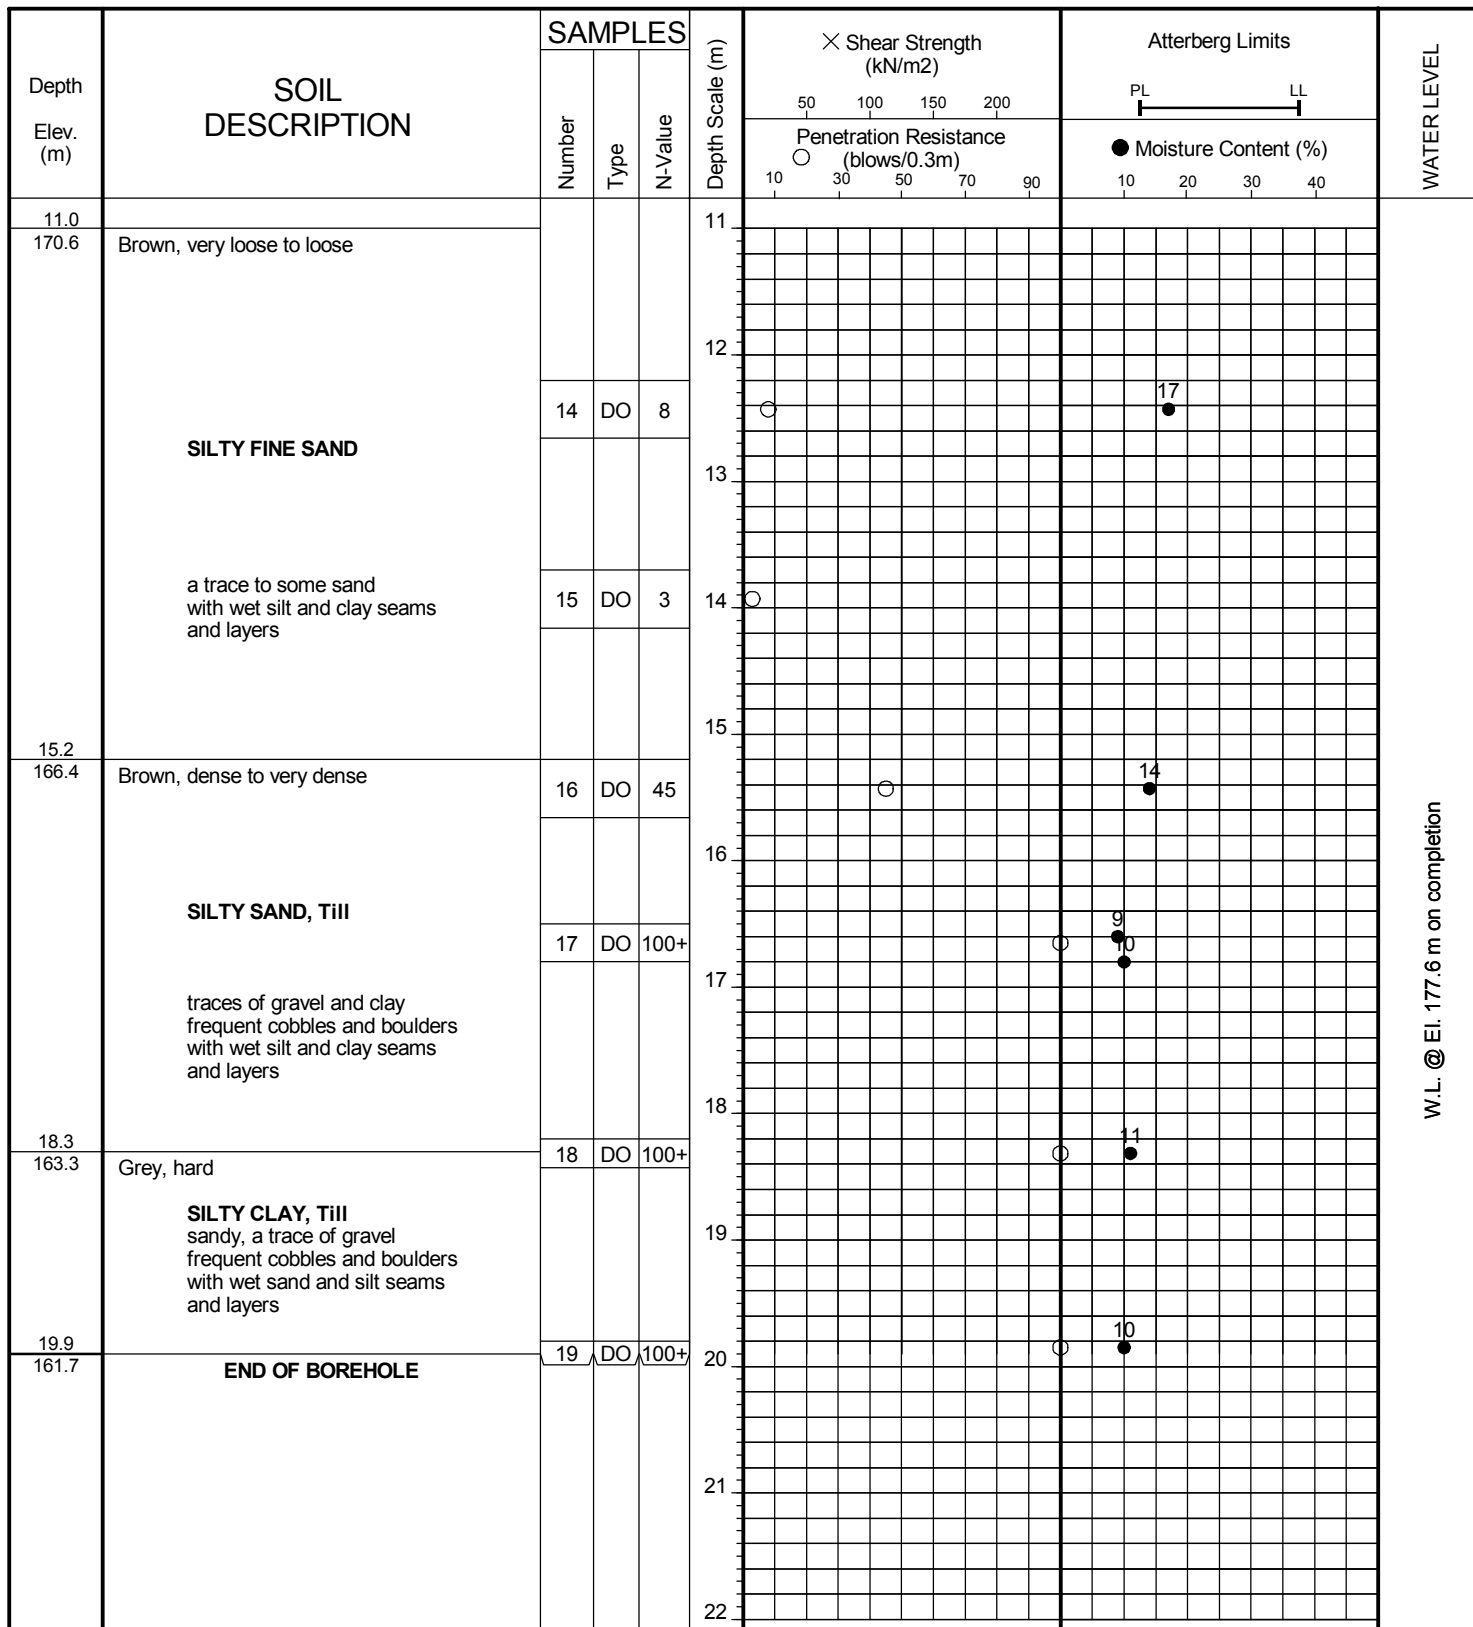 Depth
Elev.
(m)
SOIL
DESCRIPTION
SAMPLES
Number
Type
N-Value
Depth Scale (m)
× Shear Strength
(kN/m2)
50 100 150 200
Penetration Resistance
(blows/0.3m)
10 30 50 70 90
Atterberg Limits
PL LL
Moisture Content (%)
10 20 30 40
WATER LEVEL
11.0
170.6
Brown, very loose to loose
11
12
14 DO 8
17
SILTY FINE SAND
13
a trace to some sand
with wet silt and clay seams
and layers
15 DO 3
14
15
15.2
166.4
Brown, dense to very dense
16 DO 45
14
16
SILTY SAND, Till
17 DO 100+
9
10
17
traces of gravel and clay
frequent cobbles and boulders
with wet silt and clay seams
and layers
18
18.3
163.3
18 DO 100+
11
Grey, hard
SILTY CLAY, Till
sandy, a trace of gravel
frequent cobbles and boulders
with wet sand and silt seams
and layers
19
19.9
161.7
19 DO 100+
10
20
END OF BOREHOLE
21
22
W.L. @ El. 177.6 m on completion